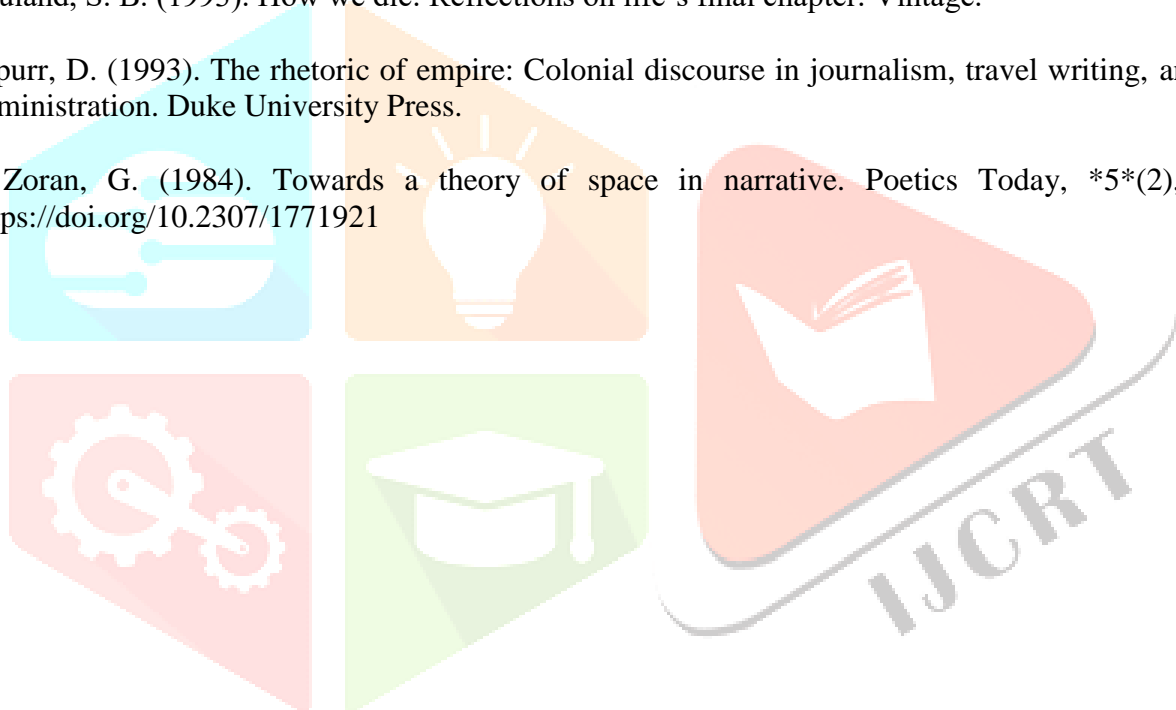 uland, S. B. (1995). How we die: Reflections on life's final chapter. Vintage.
purr, D. (1993). The rhetoric of empire: Colonial discourse in journalism, travel writing, a
ministration. Duke University Press.
Zoran, G. (1984). Towards a theory of space in narrative. Poetics Today, *5*(2),
ps://doi.org/10.2307/1771921
IJCRT